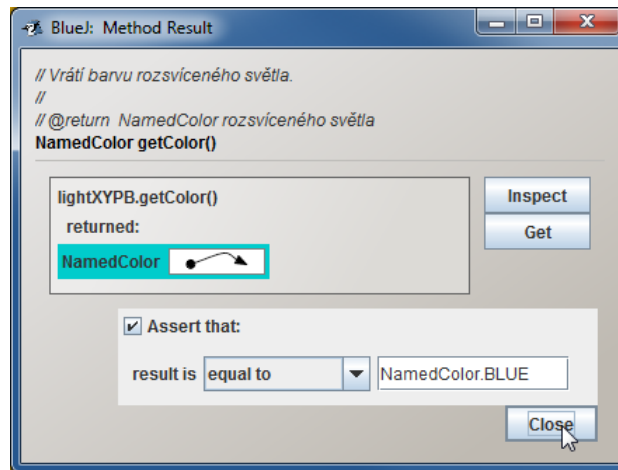 BlueJ: Method Result
// Vrátí barvu rozsvíceného světla.
//
// @return NamedColor rozsvíceného světla
NamedColor getColor()
lightXYPB.getColor()
returned:
NamedColor
Inspect
Get
Assert that:
result is equal to NamedColor.BLUE
Close